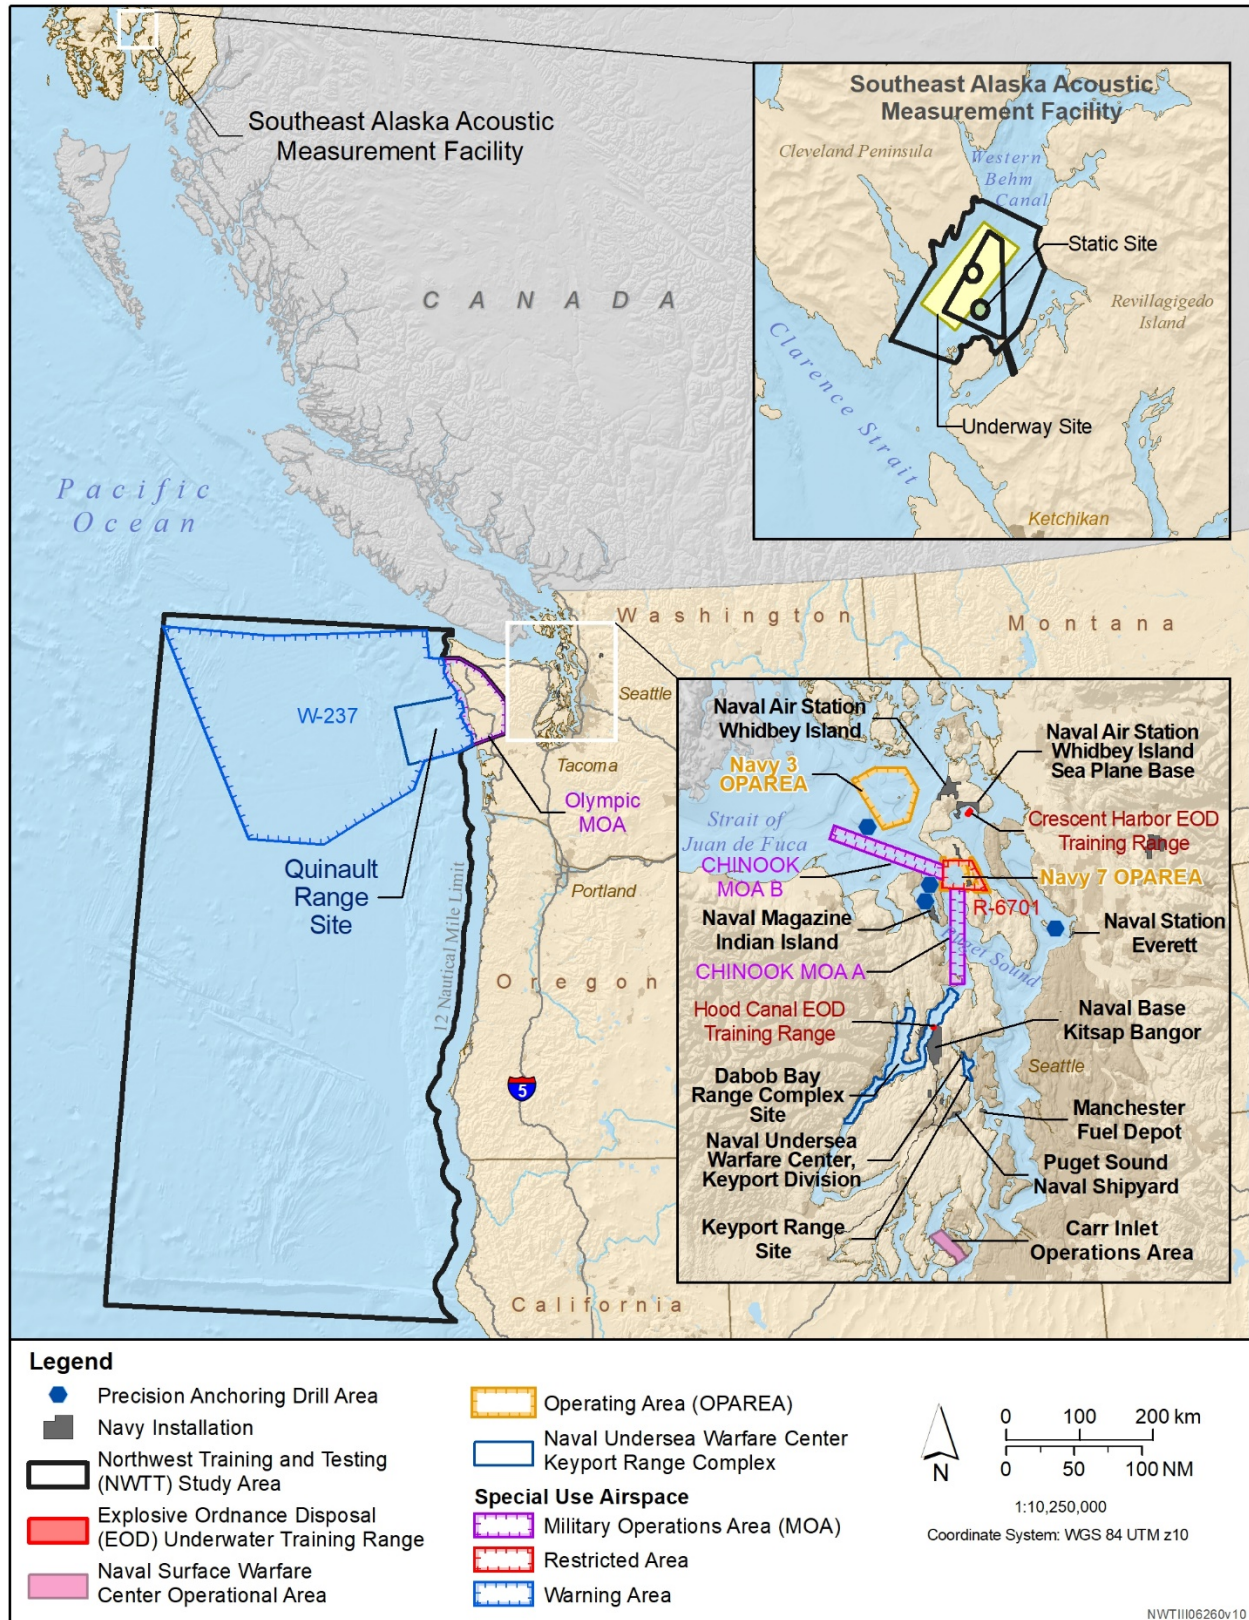 Southeast Alaska Acoustic
Measurement Facility
CANADA
Pacific
Ocean
Southeast Alaska Acoustic
Measurement Facility
Cleveland Peninsula
Western
Behm
Canal
Static Site
Revillagigedo
Island
Clarence Strait
Underway Site
Ketchikan
Washington
Montana
W-237
Seattle
Tacoma
Olympic
MOA
Quinault
Range
Site
Portland
12 Nautical Mile Limit
Oregon
5
California
Naval Air Station
Whidbey Island
Naval Air Station
Whidbey Island
Sea Plane Base
Navy 3
OPAREA
Strait of
Juan de Fuca
Crescent Harbor EOD
Training Range
CHINOOK
MOA B
Navy 7 OPAREA
R-6701
Naval Magazine
Indian Island
Puget Sound
Naval Station
Everett
CHINOOK MOA A
Hood Canal EOD
Training Range
Naval Base
Kitsap Bangor
Seattle
Dabob Bay
Range Complex
Site
Manchester
Fuel Depot
Naval Undersea
Warfare Center,
Keyport Division
Puget Sound
Naval Shipyard
Keyport Range
Site
Carr Inlet
Operations Area
Legend
Precision Anchoring Drill Area
Navy Installation
Northwest Training and Testing
(NWTT) Study Area
Explosive Ordnance Disposal
(EOD) Underwater Training Range
Naval Surface Warfare
Center Operational Area
Operating Area (OPAREA)
Naval Undersea Warfare Center
Keyport Range Complex
Special Use Airspace
Military Operations Area (MOA)
Restricted Area
Warning Area
N
0 100 200 km
0 50 100 NM
1:10,250,000
Coordinate System: WGS 84 UTM z10
NWTIII06260v10